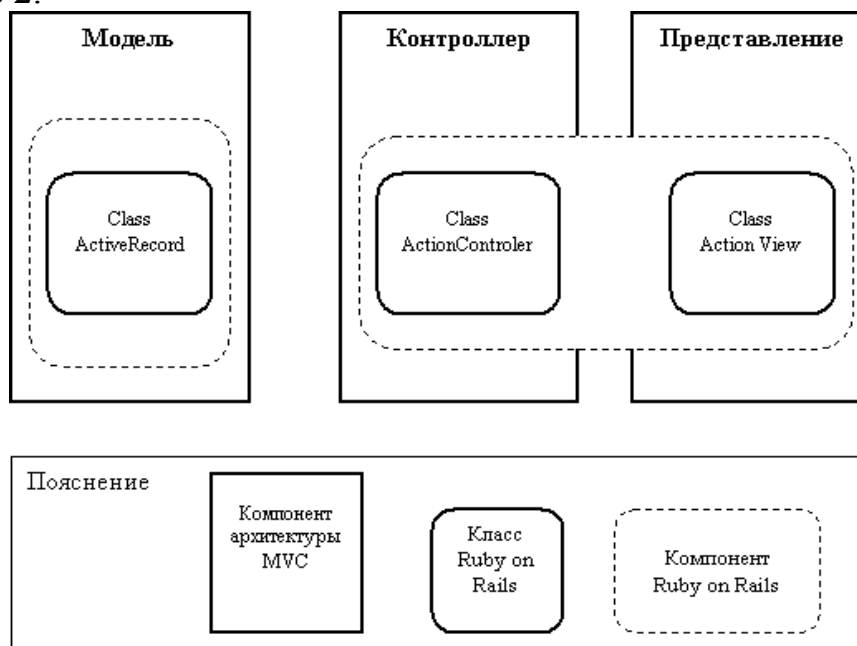 2.
Модель
Контроллер
Представление
Class
ActiveRecord
Class
ActionControler
Class
Action View
Пояснение
Компонент
архитектуры
MVC
Класс
Ruby on
Rails
Компонент
Ruby on Rails